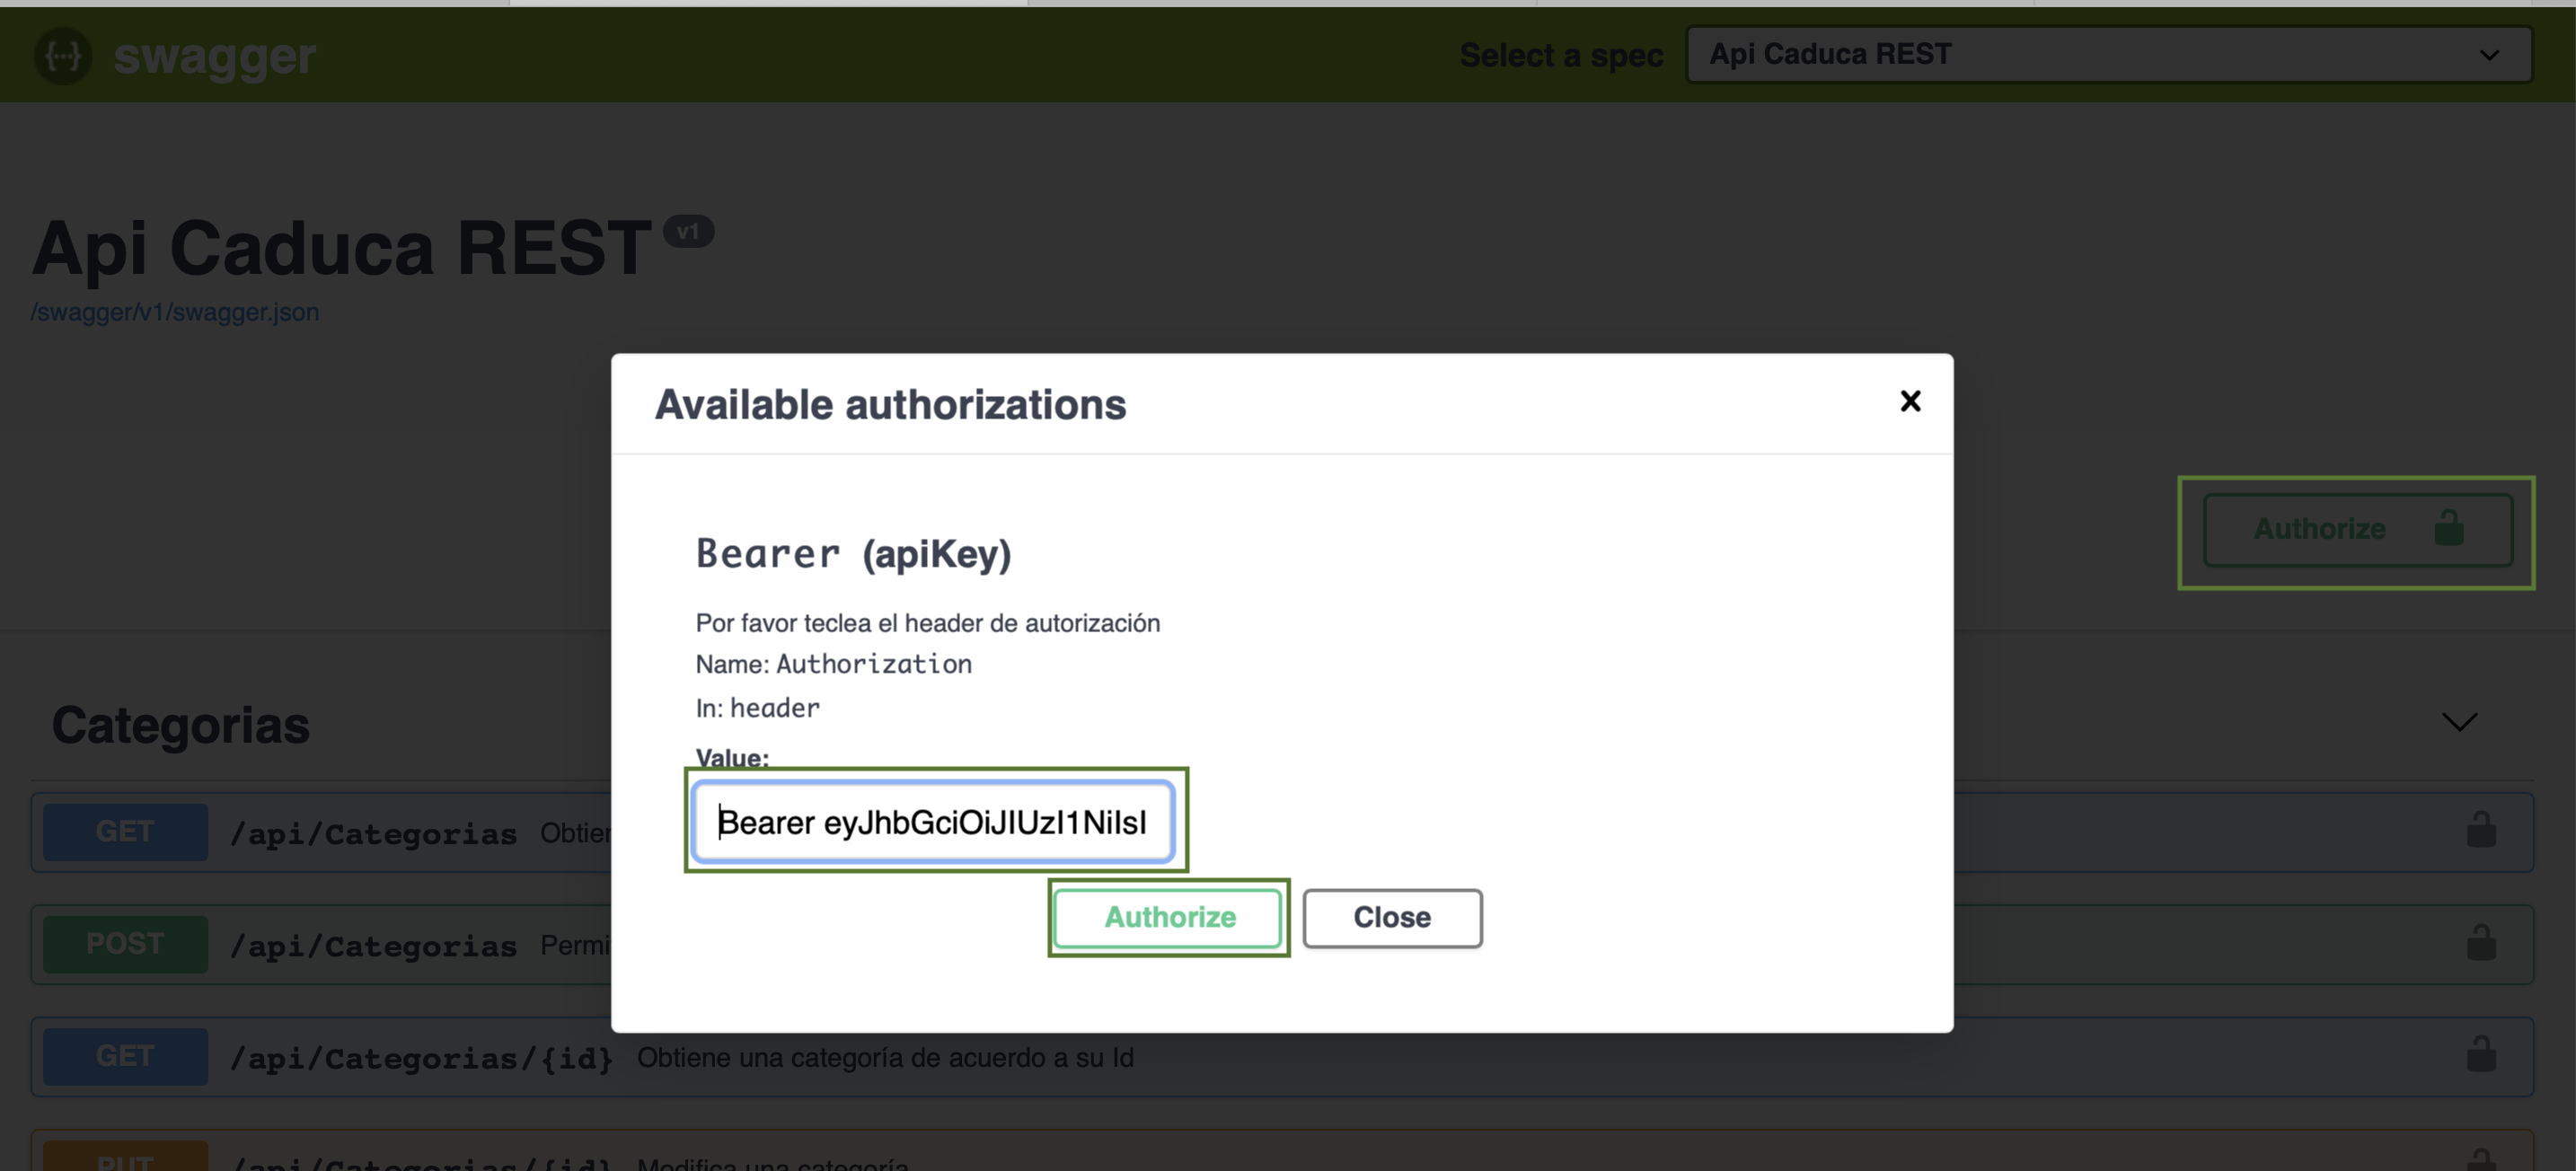 {···} swagger
Select a spec
Api Caduca REST
Api Caduca REST v1
/swagger/v1/swagger.json
Available authorizations
Authorize
Bearer (apiKey)
Por favor teclea el header de autorización
Name: Authorization
In: header
Value:
Bearer eyJhbGciOiJIUzI1NiIsI
Authorize Close
Categorias
GET /api/Categorias
POST /api/Categorias
GET /api/Categorias/{id} Obtiene una categoría de acuerdo a su Id
PUT /api/Categorias/{id} Modifica una categoría